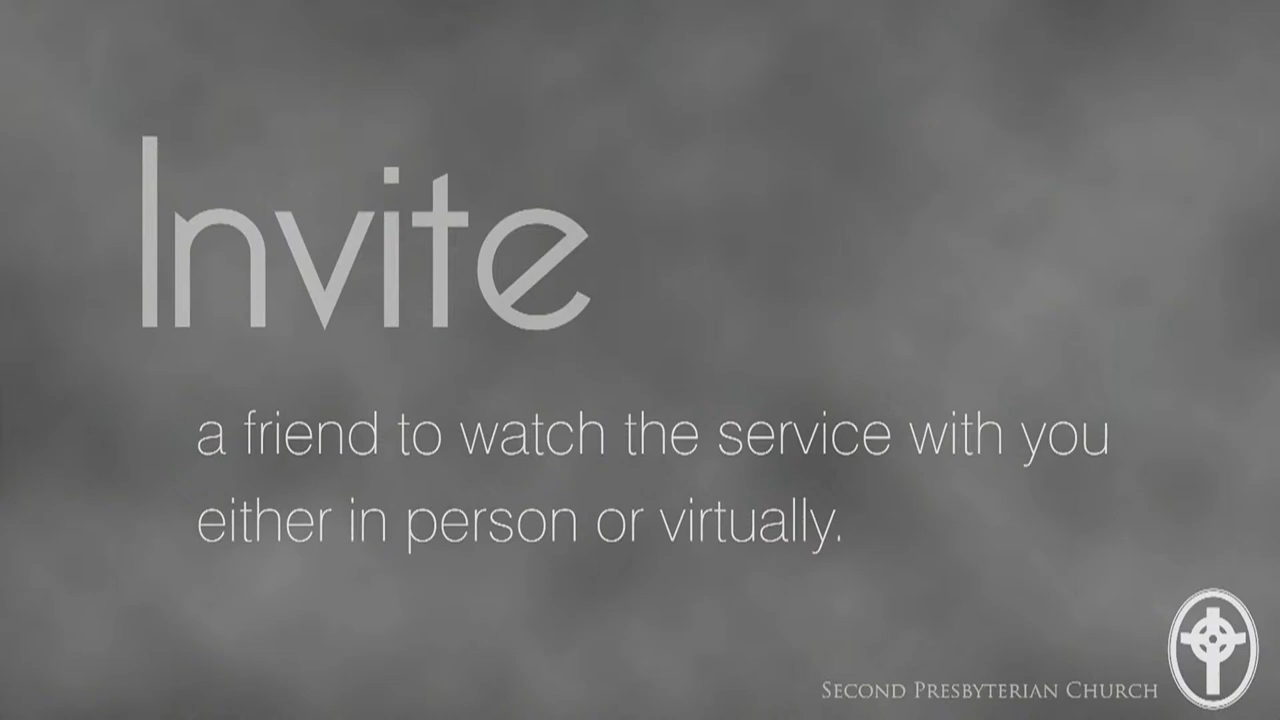 Invite
a friend to watch the service with you
either in person or virtually.
Second Presbyterian Church